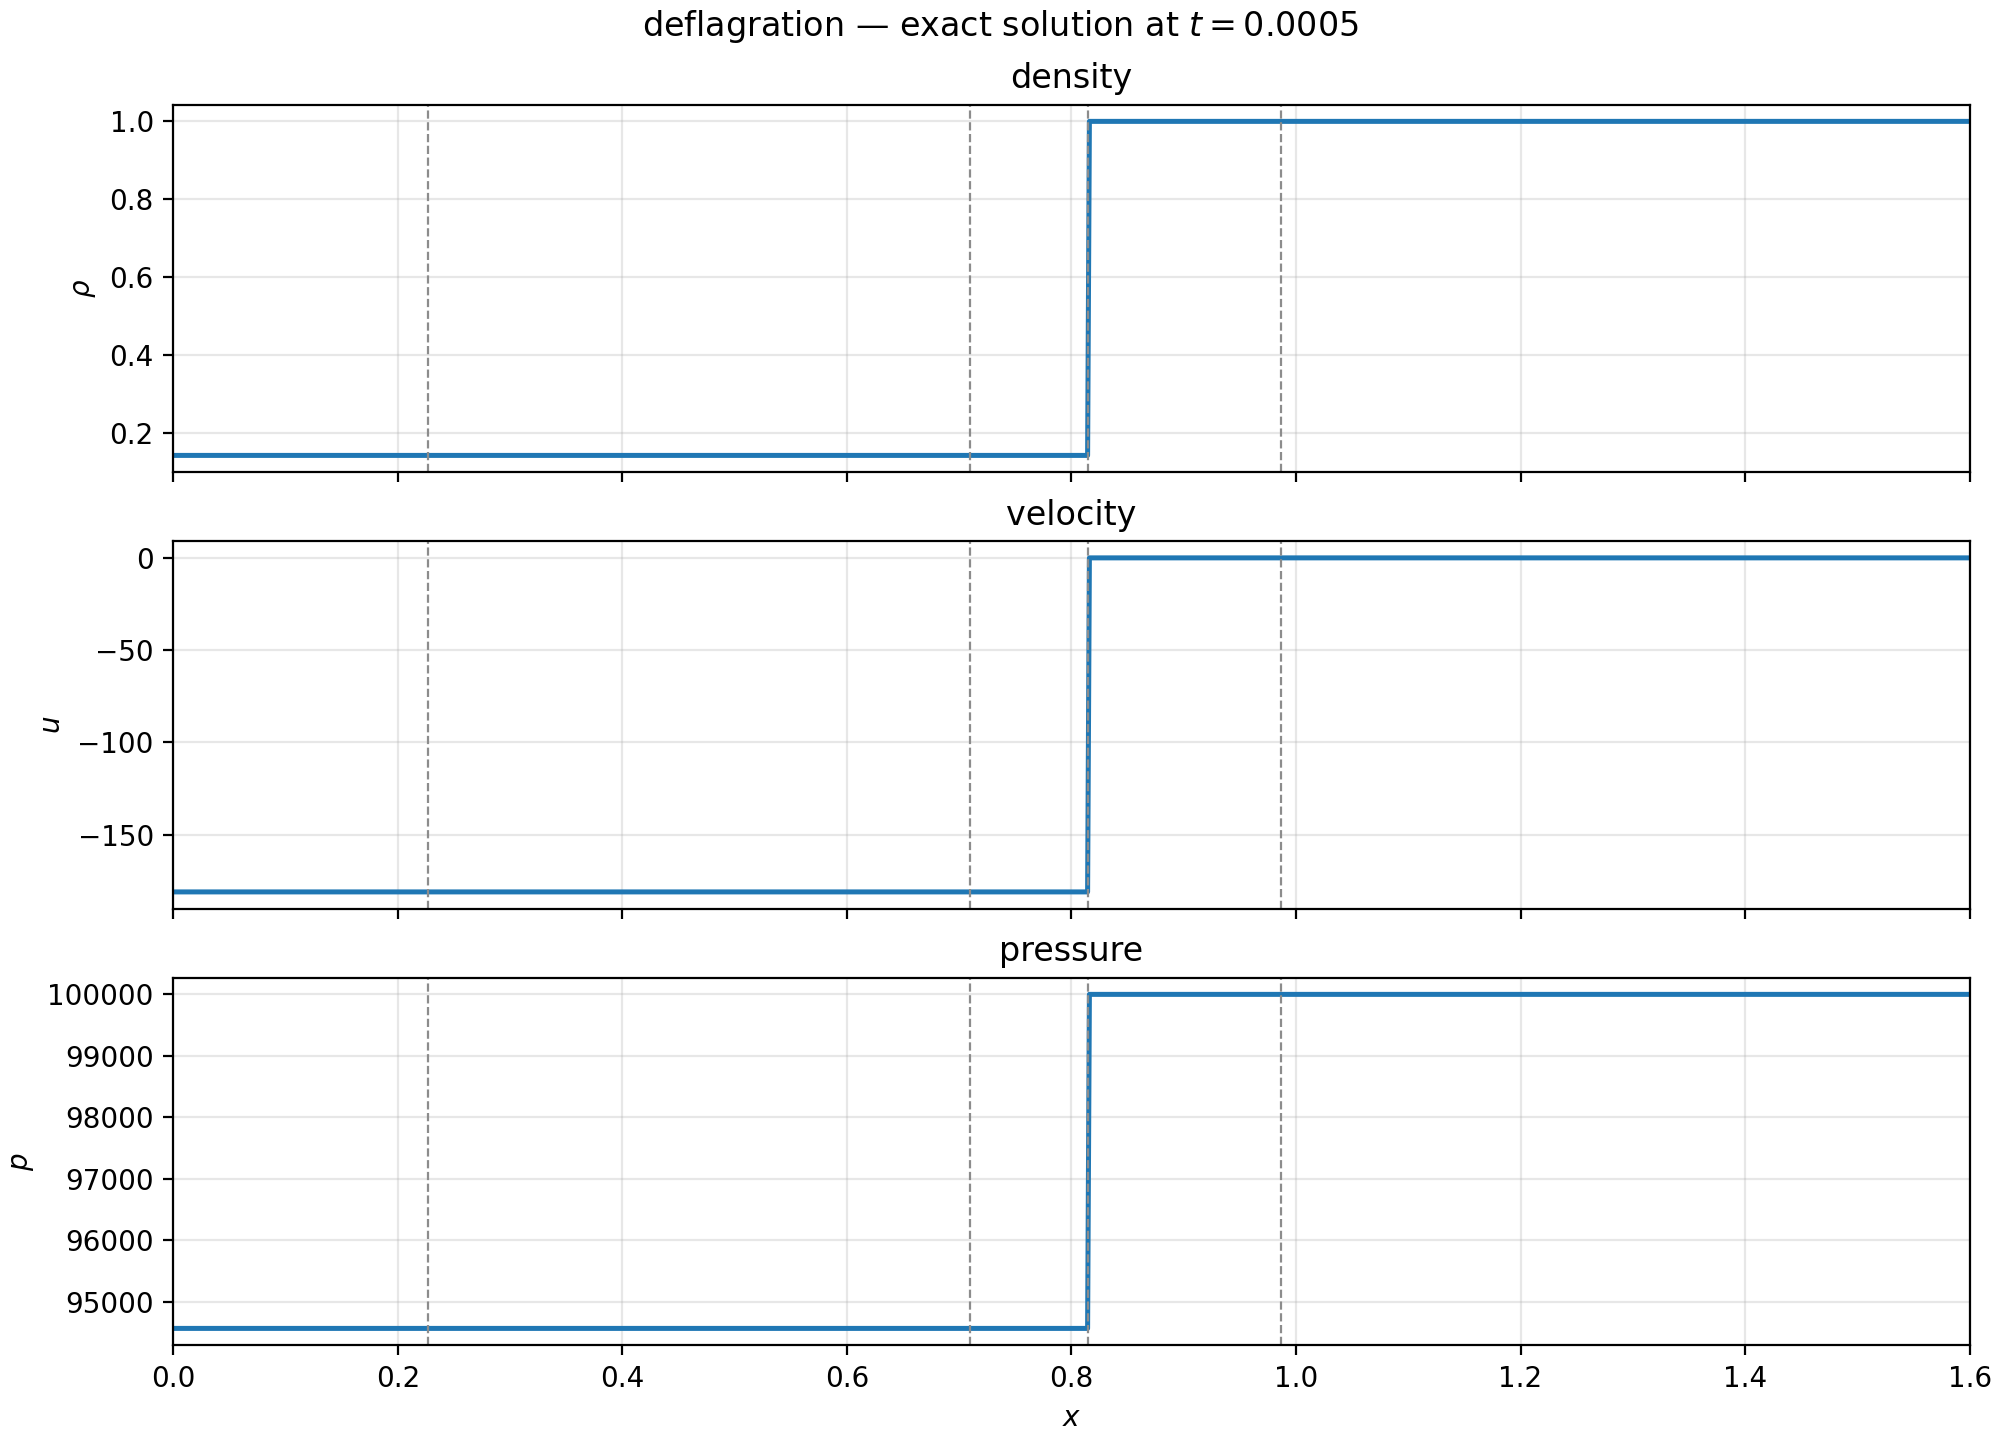 deflagration — exact solution at t = 0.0005
density
1.0
0.8
0.6
0.4
0.2
ρ
velocity
0
−50
−100
−150
u
pressure
100000
99000
98000
97000
96000
95000
p
0.0 0.2 0.4 0.6 0.8 1.0 1.2 1.4 1.6
x